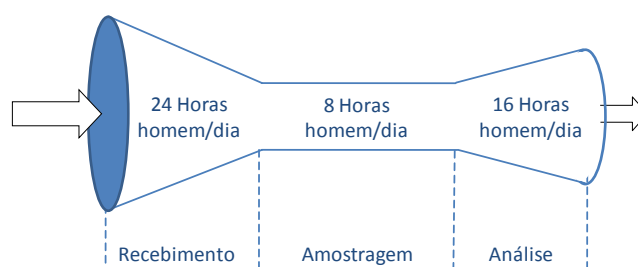 24 Horas
homem/dia
8 Horas
homem/dia
16 Horas
homem/dia
Recebimento
Amostragem
Análise